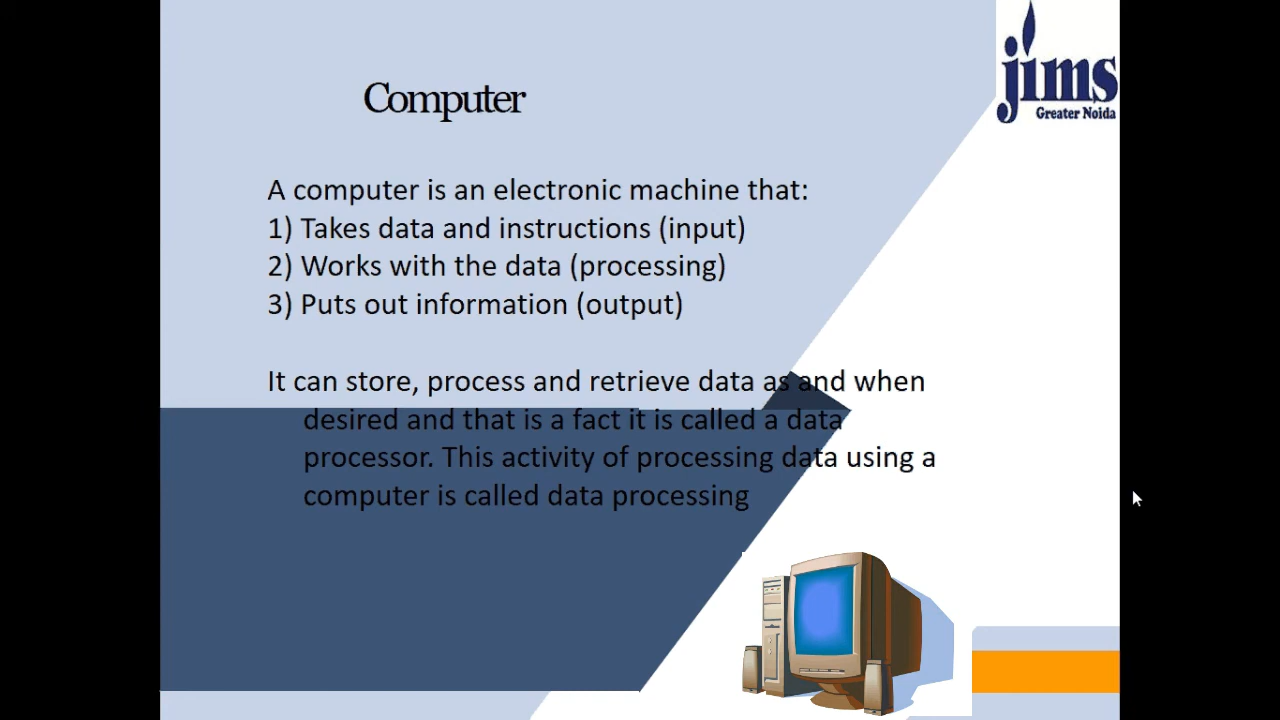 jims
Greater Noida
Computer
A computer is an electronic machine that:
1) Takes data and instructions (input)
2) Works with the data (processing)
3) Puts out information (output)
It can store, process and retrieve data as and when
desired and that is a fact it is called a data
processor. This activity of processing data using a
computer is called data processing